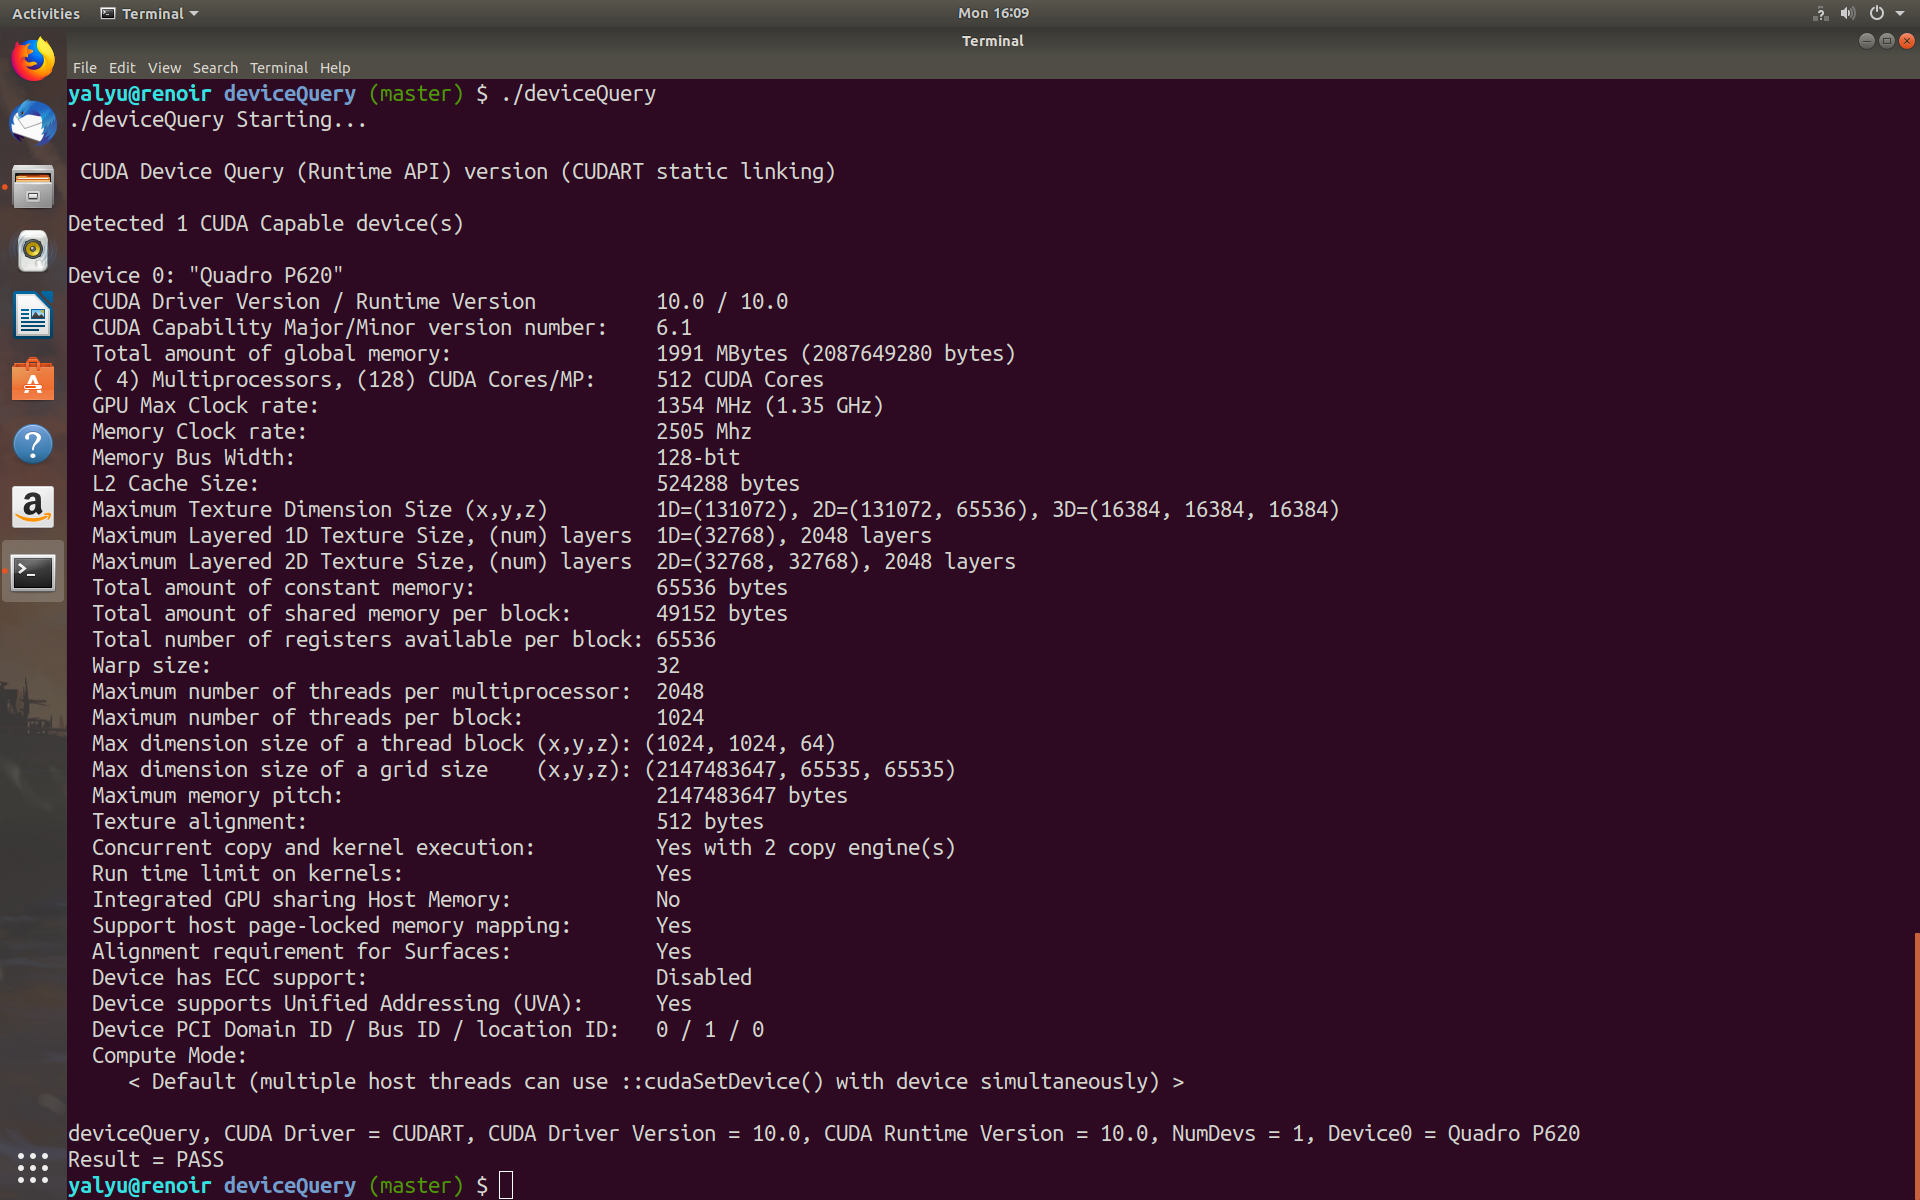 Activities Terminal Mon 16:09
Terminal
File Edit View Search Terminal Help
yalyu@renoir deviceQuery (master) $ ./deviceQuery
./deviceQuery Starting...
CUDA Device Query (Runtime API) version (CUDART static linking)
Detected 1 CUDA Capable device(s)
Device 0: "Quadro P620"
CUDA Driver Version / Runtime Version 10.0 / 10.0
CUDA Capability Major/Minor version number: 6.1
Total amount of global memory: 1991 MBytes (2087649280 bytes)
( 4) Multiprocessors, (128) CUDA Cores/MP: 512 CUDA Cores
GPU Max Clock rate: 1354 MHz (1.35 GHz)
Memory Clock rate: 2505 Mhz
Memory Bus Width: 128-bit
L2 Cache Size: 524288 bytes
Maximum Texture Dimension Size (x,y,z) 1D=(131072), 2D=(131072, 65536), 3D=(16384, 16384, 16384)
Maximum Layered 1D Texture Size, (num) layers 1D=(32768), 2048 layers
Maximum Layered 2D Texture Size, (num) layers 2D=(32768, 32768), 2048 layers
Total amount of constant memory: 65536 bytes
Total amount of shared memory per block: 49152 bytes
Total number of registers available per block: 65536
Warp size: 32
Maximum number of threads per multiprocessor: 2048
Maximum number of threads per block: 1024
Max dimension size of a thread block (x,y,z): (1024, 1024, 64)
Max dimension size of a grid size (x,y,z): (2147483647, 65535, 65535)
Maximum memory pitch: 2147483647 bytes
Texture alignment: 512 bytes
Concurrent copy and kernel execution: Yes with 2 copy engine(s)
Run time limit on kernels: Yes
Integrated GPU sharing Host Memory: No
Support host page-locked memory mapping: Yes
Alignment requirement for Surfaces: Yes
Device has ECC support: Disabled
Device supports Unified Addressing (UVA): Yes
Device PCI Domain ID / Bus ID / location ID: 0 / 1 / 0
Compute Mode:
< Default (multiple host threads can use ::cudaSetDevice() with device simultaneously) >
deviceQuery, CUDA Driver = CUDART, CUDA Driver Version = 10.0, CUDA Runtime Version = 10.0, NumDevs = 1, Device0 = Quadro P620
Result = PASS
yalyu@renoir deviceQuery (master) $